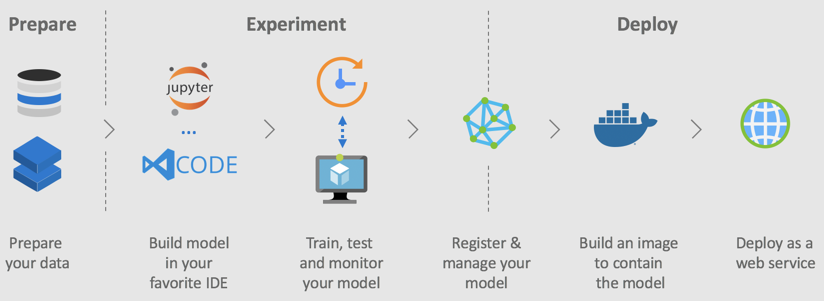 Prepare
Experiment
Deploy
jupyter
...
CODE
Prepare
your data
Build model
in your
favorite IDE
Train, test
and monitor
your model
Register &
manage your
model
Build an image
to contain
the model
Deploy as a
web service